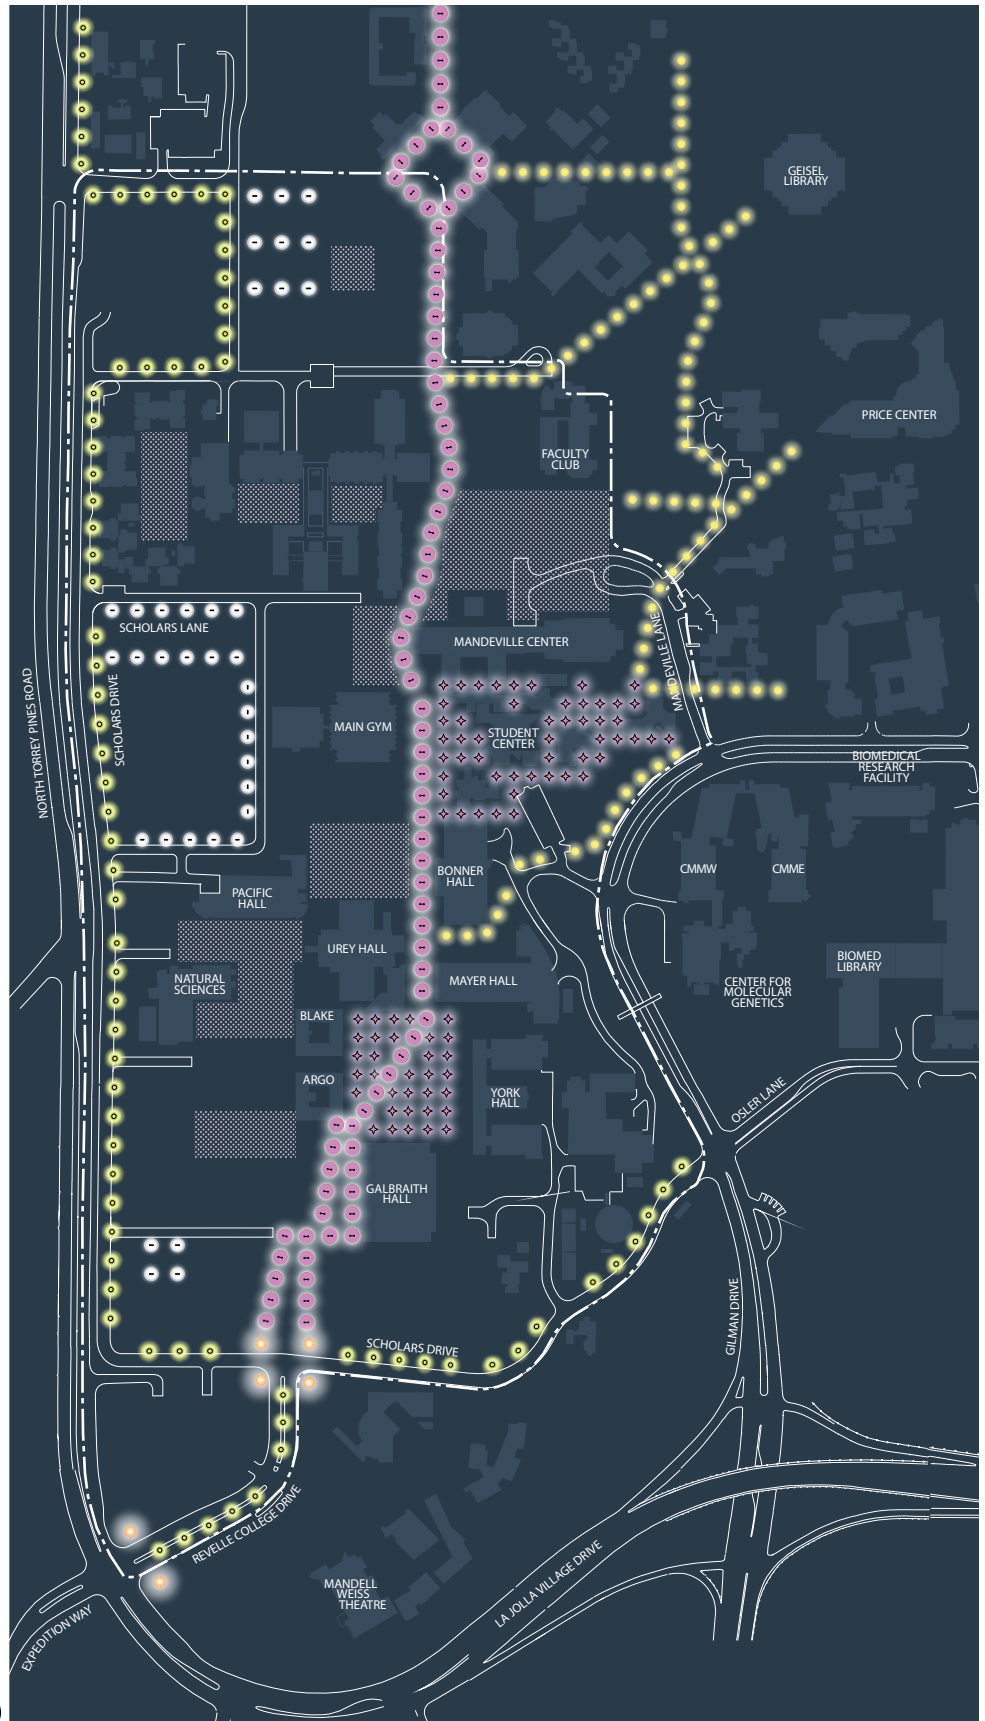 GEISEL
LIBRARY
PRICE CENTER
FACULTY
CLUB
SCHOLARS LANE
MANDEVILLE CENTER
MANDEVILLE LANE
NORTH TORREY PINES ROAD
SCHOLARS DRIVE
MAIN GYM
STUDENT
CENTER
BIOMEDICAL
RESEARCH
FACILITY
BONNER
HALL
CMMW
CMME
PACIFIC
HALL
UREY HALL
BIOMED
LIBRARY
NATURAL
SCIENCES
MAYER HALL
CENTER FOR
MOLECULAR
GENETICS
BLAKE
ARGO
YORK
HALL
OSLER LANE
GALBRAITH
HALL
GILMAN DRIVE
SCHOLARS DRIVE
REVELLE COLLEGE DRIVE
LA JOLLA VILLAGE DRIVE
MANDELL
WEISS
THEATRE
EXPEDITION WAY